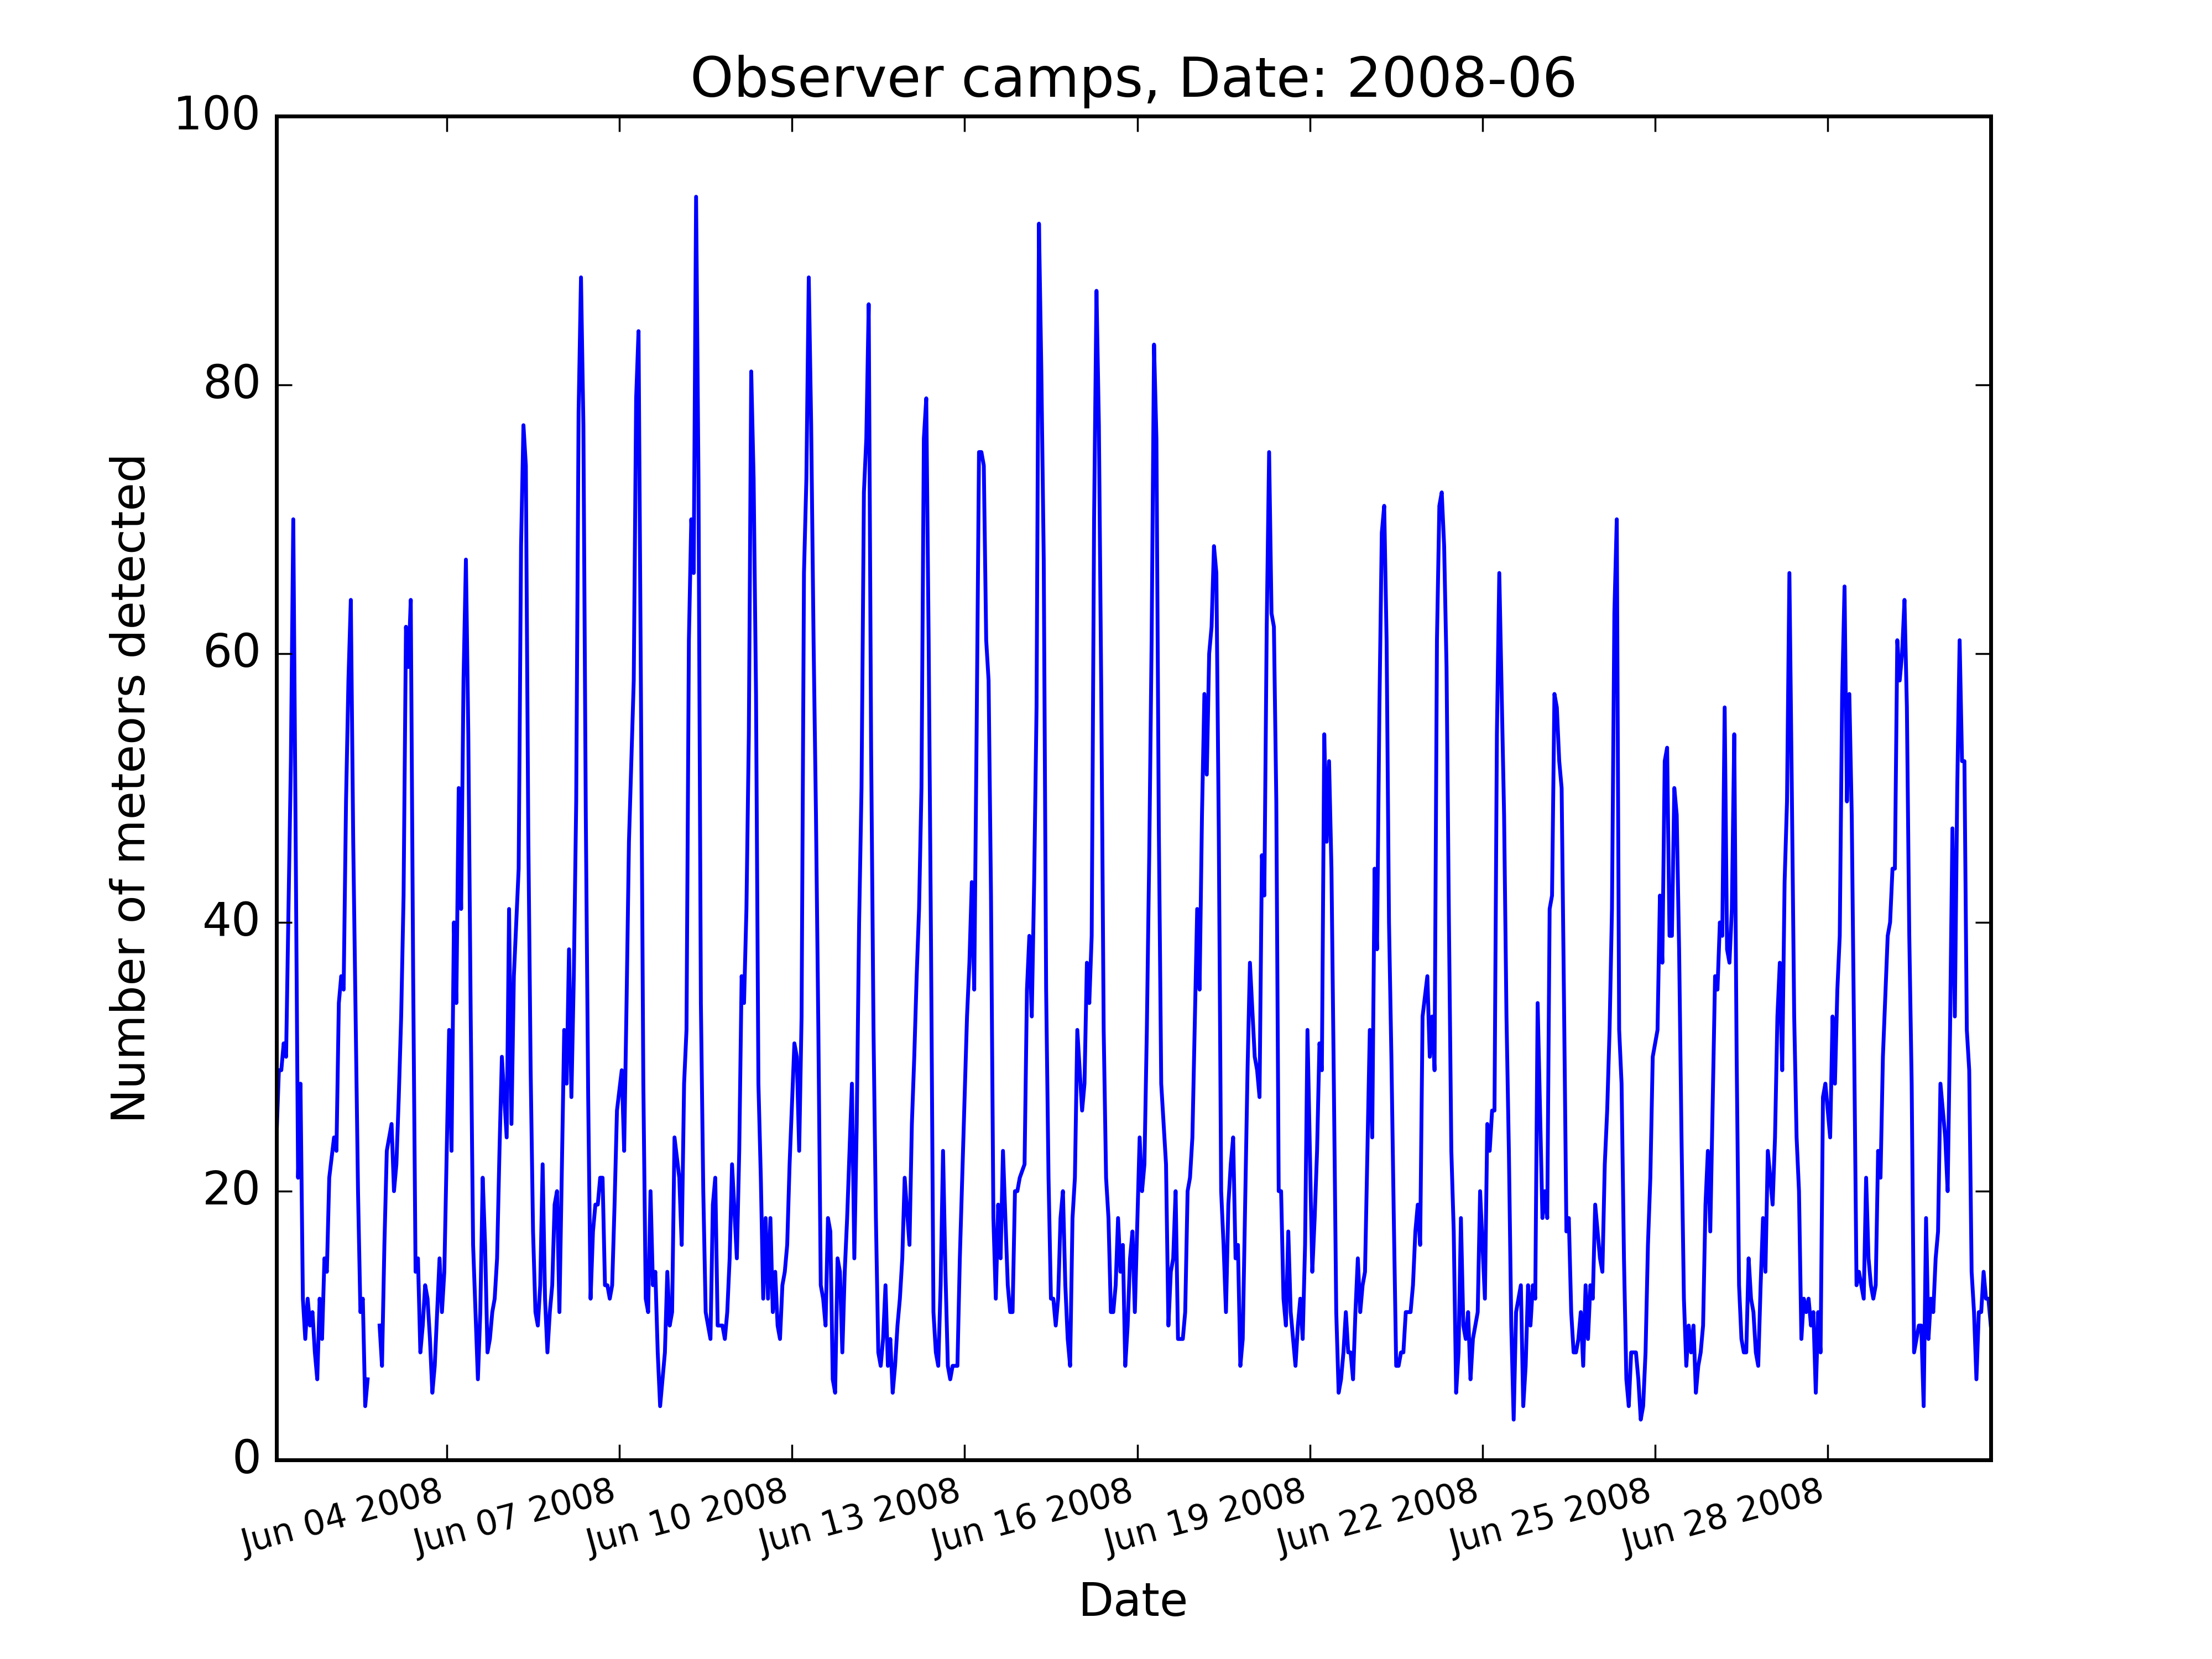 Observer camps, Date: 2008-06
100
80
60
40
20
0
Number of meteors detected
Jun 04 2008
Jun 07 2008
Jun 10 2008
Jun 13 2008
Jun 16 2008
Jun 19 2008
Jun 22 2008
Jun 25 2008
Jun 28 2008
Date